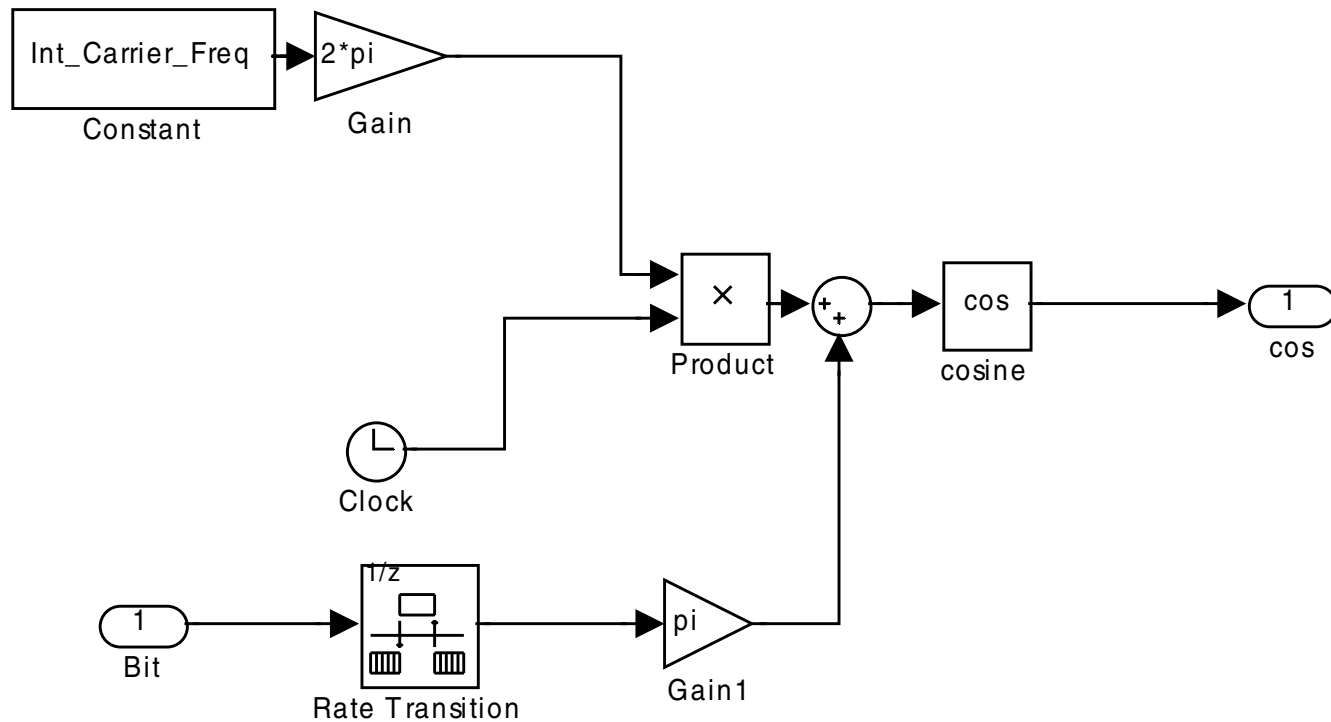 Int_Carrier_Freq
2*pi
Constant
Gain
×
+
+
cos
1
Product
cosine
cos
Clock
1/z
1
pi
Bit
Rate Transition
Gain1